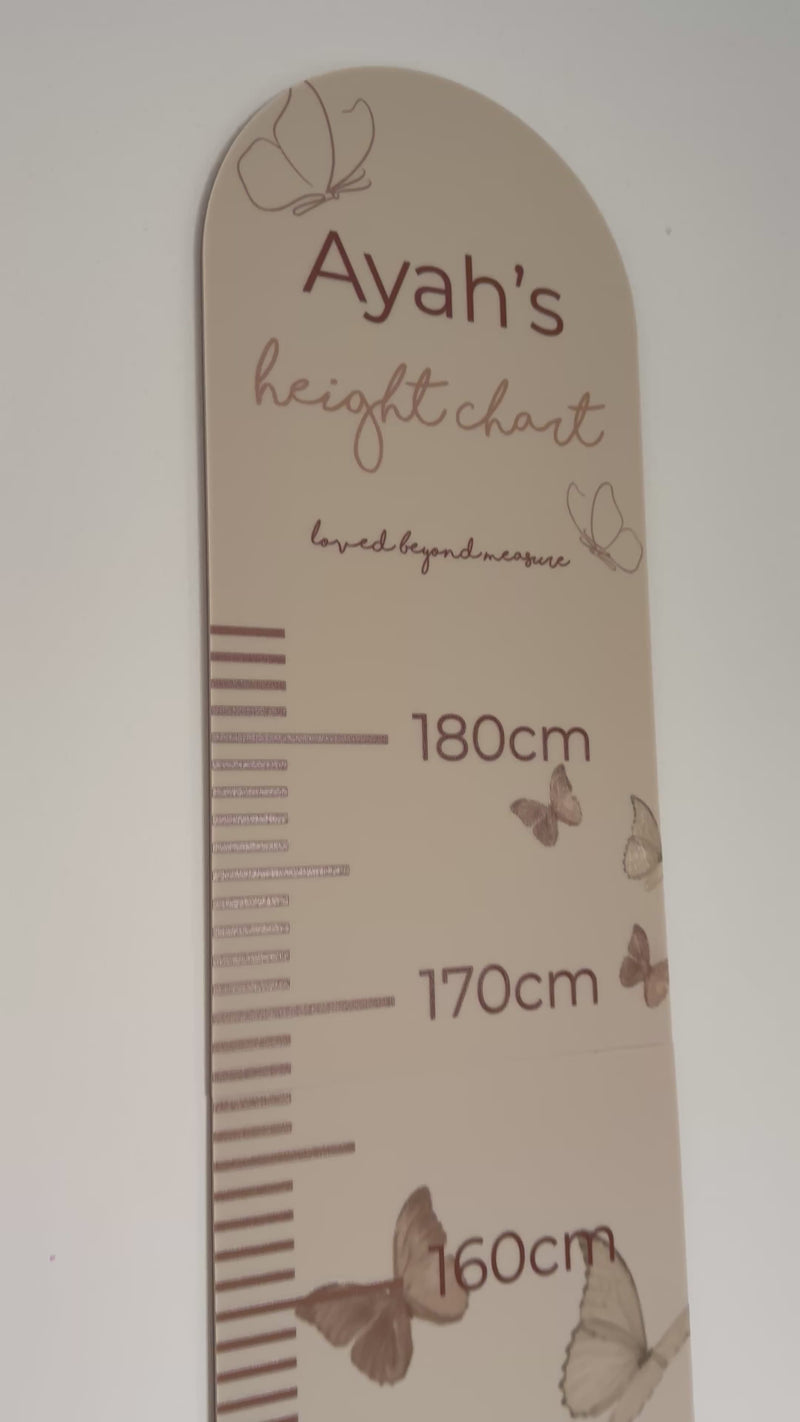 Ayah's
height chart
loved beyond measure
180cm
170cm
160cm